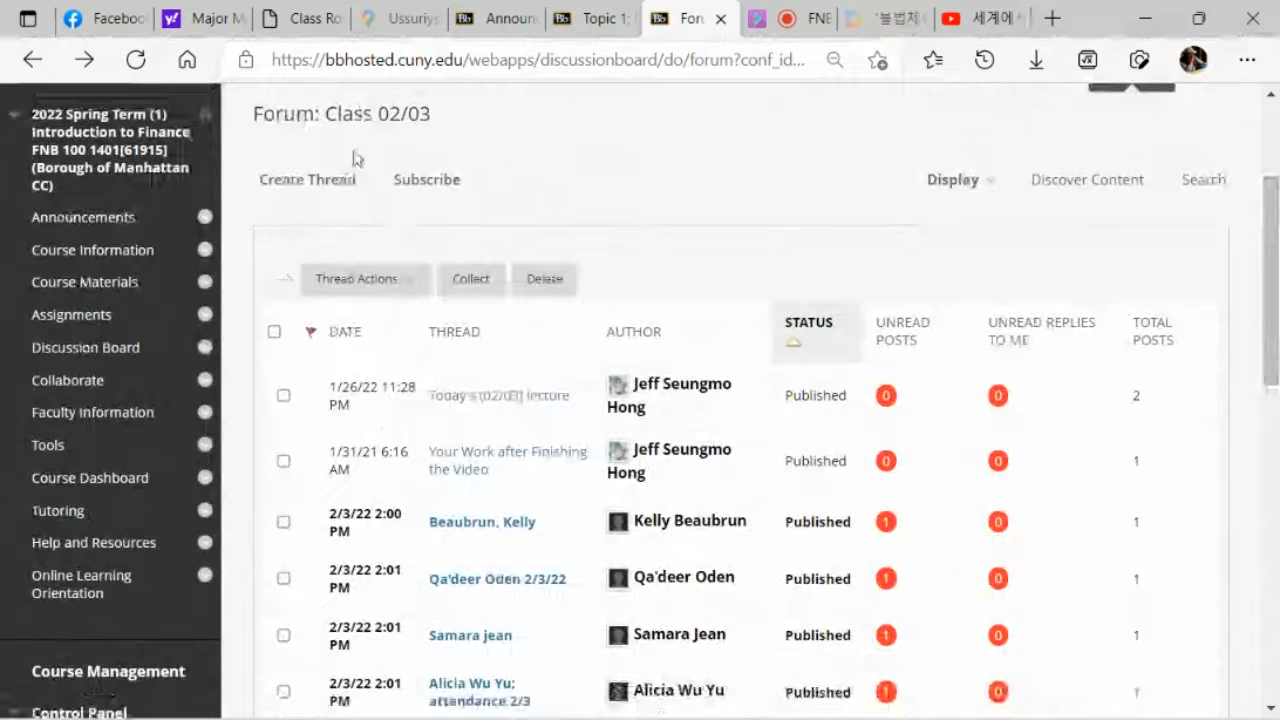 Faceboo
Major M
Class Ro
Ussuriys
Bb Announ
Bb Topic 1:
Bb Foru
FNE
'불법체
세계에
https://bbhosted.cuny.edu/webapps/discussionboard/do/forum?conf_id...
2022 Spring Term (1)
Introduction to Finance
FNB 100 1401[61915]
(Borough of Manhattan
CC)
Announcements
Course Information
Course Materials
Assignments
Discussion Board
Collaborate
Faculty Information
Tools
Course Dashboard
Tutoring
Help and Resources
Online Learning
Orientation
Course Management
Control Panel
Forum: Class 02/03
Create Thread Subscribe
Display Discover Content Search
Thread Actions Collect Delete
DATE THREAD AUTHOR STATUS UNREAD POSTS UNREAD REPLIES TO ME TOTAL POSTS
1/26/22 11:28 PM Today's (02/03) lecture Jeff Seungmo Hong Published 0 0 2
1/31/21 6:16 AM Your Work after Finishing the Video Jeff Seungmo Hong Published 0 0 1
2/3/22 2:00 PM Beaubrun, Kelly Kelly Beaubrun Published 1 0 1
2/3/22 2:01 PM Qa'deer Oden 2/3/22 Qa'deer Oden Published 1 0 1
2/3/22 2:01 PM Samara jean Samara Jean Published 1 0 1
2/3/22 2:01 PM Alicia Wu Yu; attendance 2/3 Alicia Wu Yu Published 1 0 1